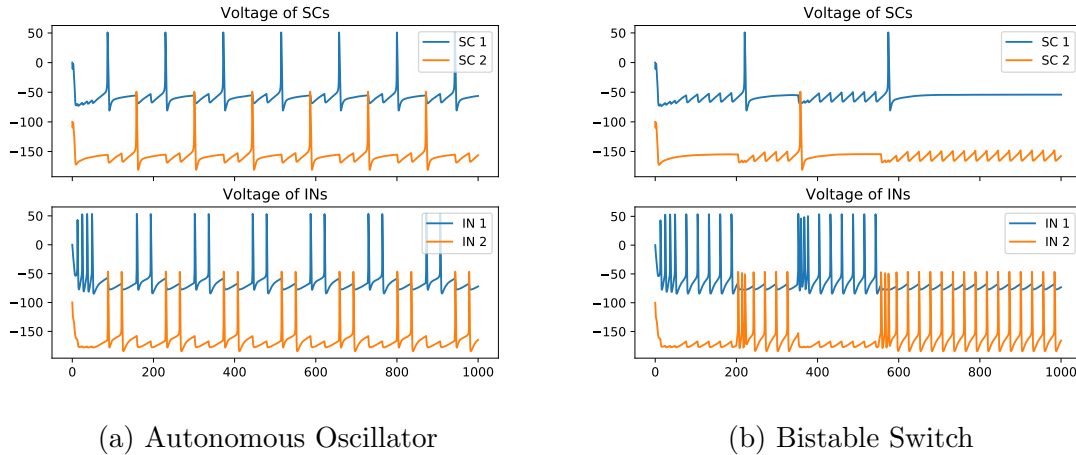 Voltage of SCs
50
0
−50
−100
−150
SC 1
SC 2
Voltage of INs
50
0
−50
−100
−150
IN 1
IN 2
0 200 400 600 800 1000
(a) Autonomous Oscillator
Voltage of SCs
50
0
−50
−100
−150
SC 1
SC 2
Voltage of INs
50
0
−50
−100
−150
IN 1
IN 2
0 200 400 600 800 1000
(b) Bistable Switch